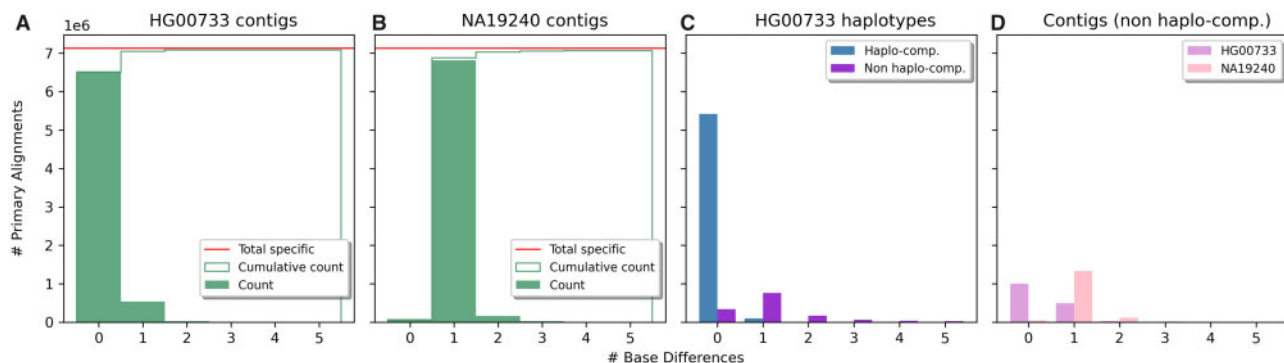 A HG00733 contigs
B NA19240 contigs
C HG00733 haplotypes
D Contigs (non haplo-comp.)
1e6
# Primary Alignments
7
6
5
4
3
2
1
0
Total specific
Cumulative count
Count
0 1 2 3 4 5
Total specific
Cumulative count
Count
0 1 2 3 4 5
Haplo-comp.
Non haplo-comp.
0 1 2 3 4 5
HG00733
NA19240
0 1 2 3 4 5
# Base Differences